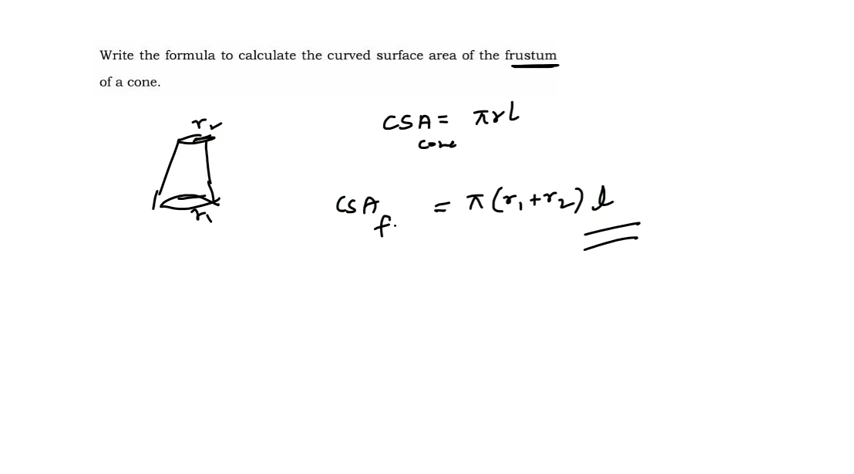 Write the formula to calculate the curved surface area of the frustum
of a cone.
r₂
CSA = πrl
cone
CSA = π(r₁+r₂) l
f.
r₁